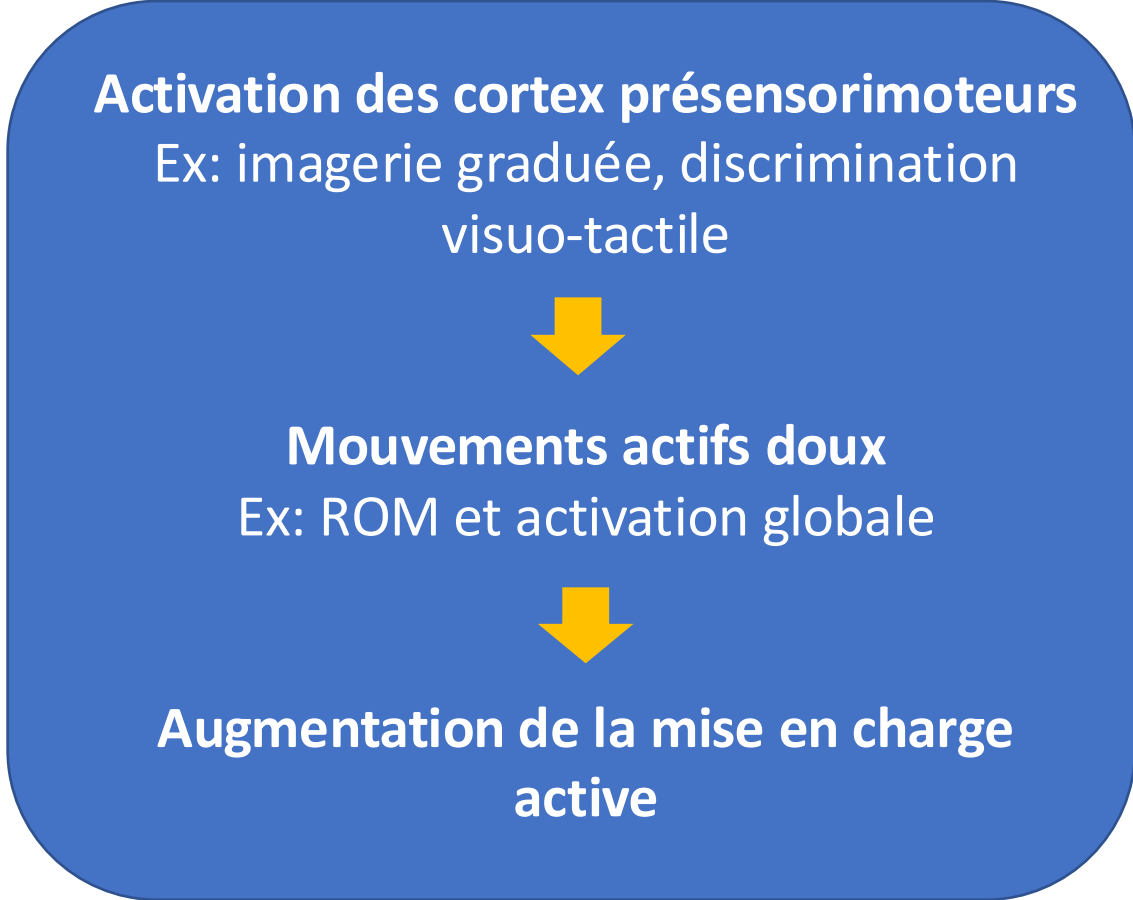 Activation des cortex présensorimoteurs
Ex: imagerie graduée, discrimination
visuo-tactile
Mouvements actifs doux
Ex: ROM et activation globale
Augmentation de la mise en charge
active